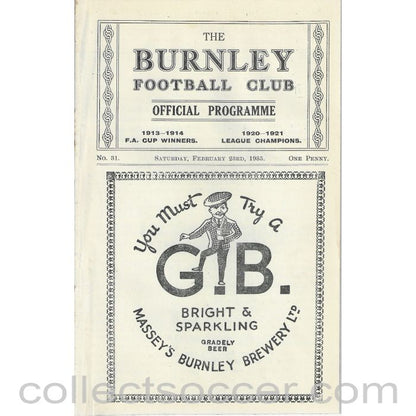 THE
BURNLEY
FOOTBALL CLUB
OFFICIAL PROGRAMME
1913-1914 1920-1921
F.A. CUP WINNERS. LEAGUE CHAMPIONS.
No. 31. SATURDAY, FEBRUARY 23RD, 1935. ONE PENNY.
You Must Try A
G.B.
BRIGHT &
SPARKLING
GRADELY
BEER
MASSEY'S BURNLEY BREWERY LTD
collectsoccer.com